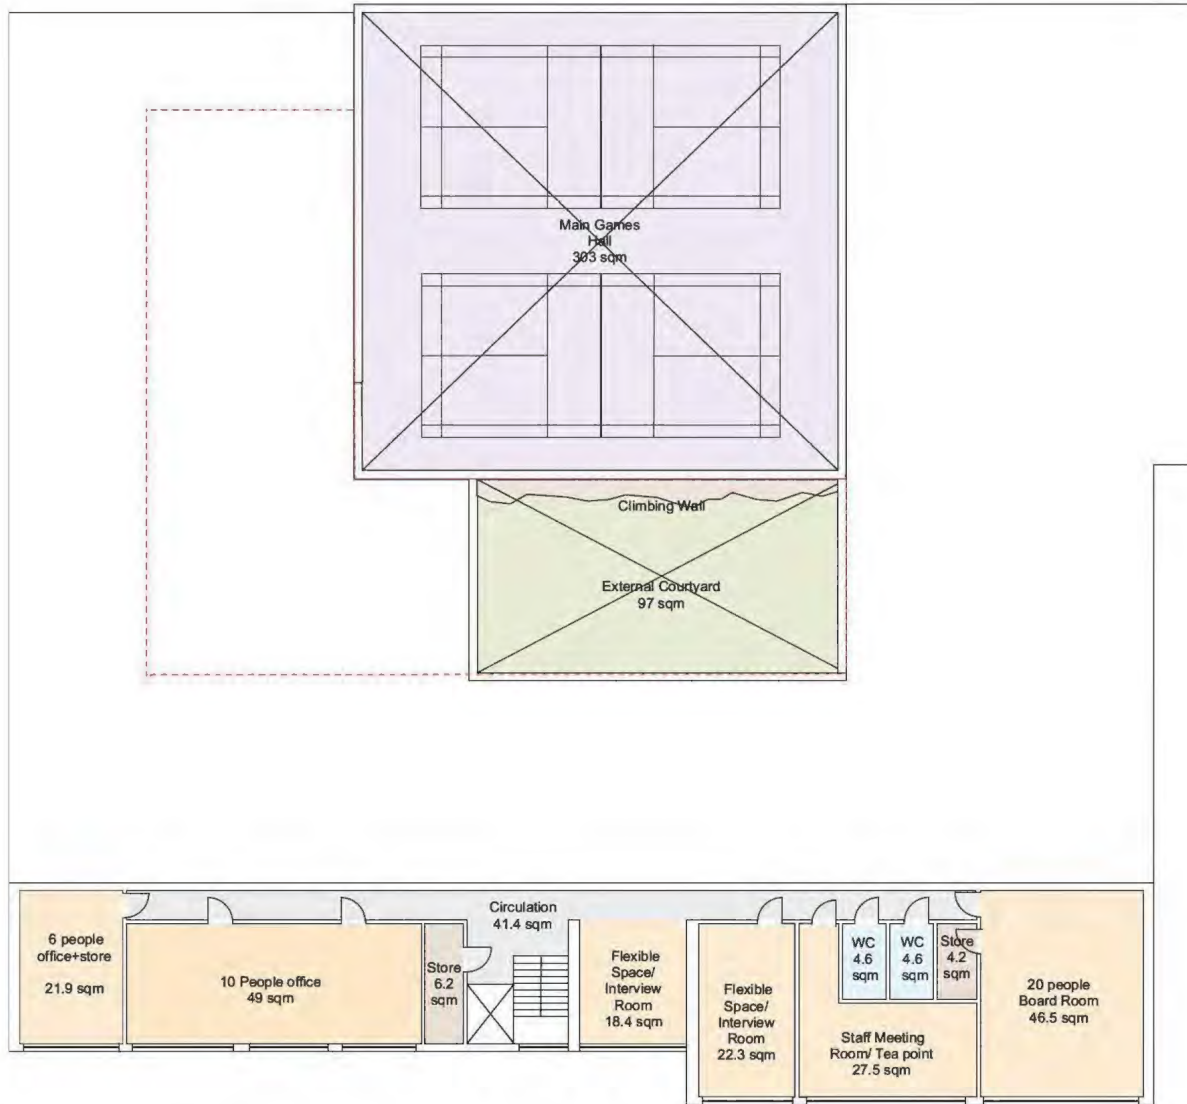 Main Games
Hall
303 sqm
Climbing Wall
External Courtyard
97 sqm
6 people
office+store
21.9 sqm
10 People office
49 sqm
Store
6.2
sqm
Circulation
41.4 sqm
Flexible
Space/
Interview
Room
18.4 sqm
Flexible
Space/
Interview
Room
22.3 sqm
WC
4.6
sqm
WC
4.6
sqm
Store
4.2
sqm
Staff Meeting
Room/ Tea point
27.5 sqm
20 people
Board Room
46.5 sqm